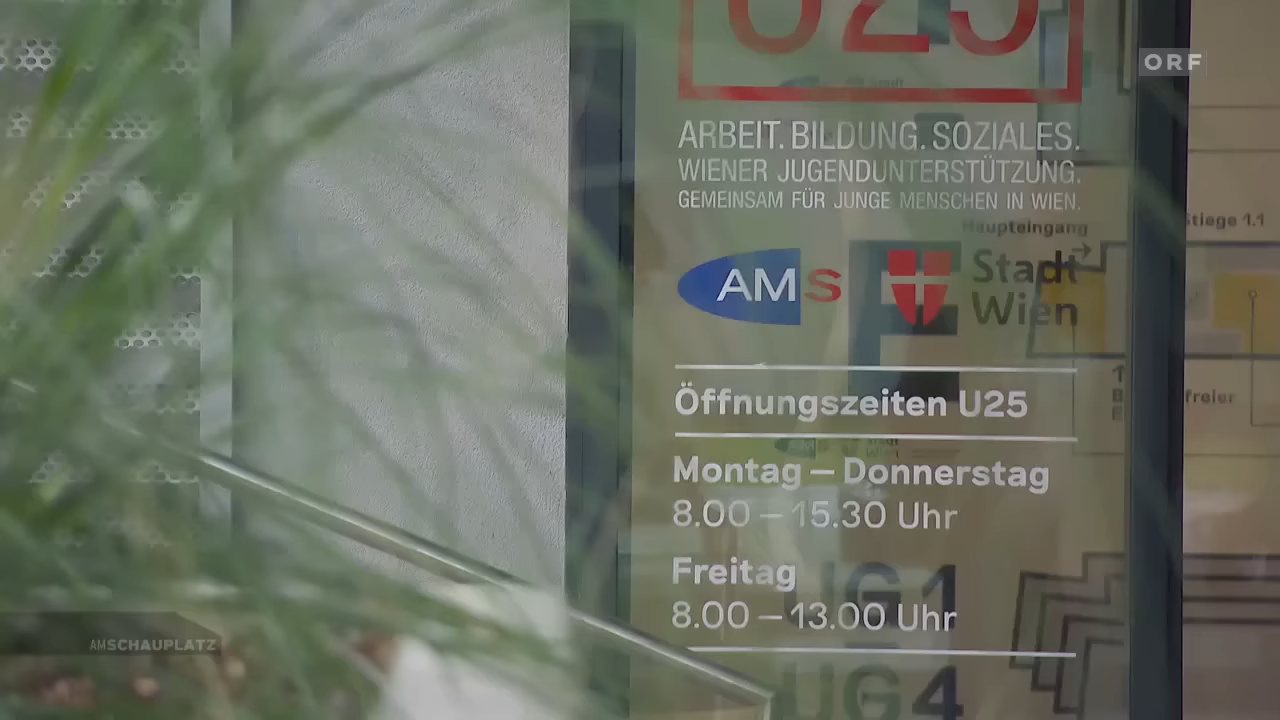 U25
ORF
ARBEIT. BILDUNG. SOZIALES.
WIENER JUGENDUNTERSTÜTZUNG.
GEMEINSAM FÜR JUNGE MENSCHEN IN WIEN.
Haupteingang
Stiege 1.1
AMS
Stadt
Wien
Öffnungszeiten U25
freier
Montag – Donnerstag
8.00 – 15.30 Uhr
Freitag
8.00 – 13.00 Uhr
UG1
AMSCHAUPLATZ
UG4